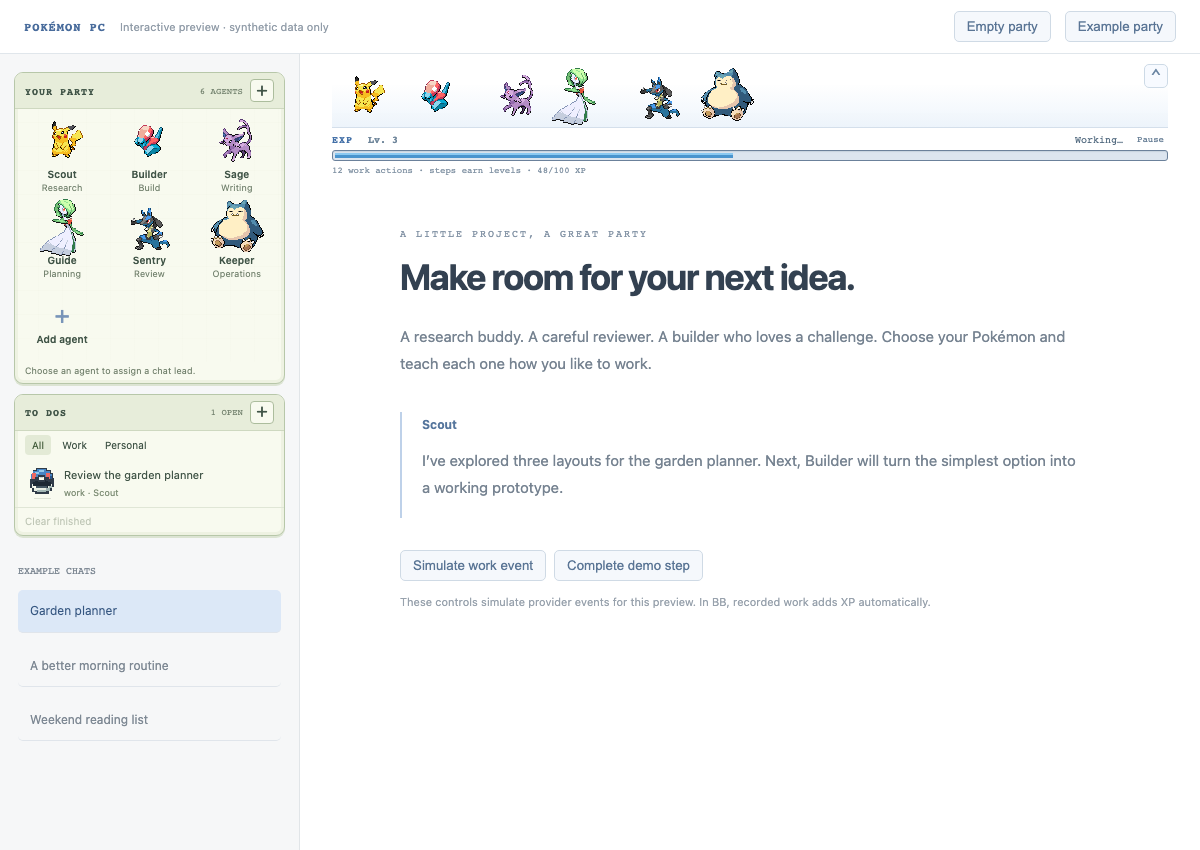 POKÉMON PC
Interactive preview · synthetic data only
Empty party
Example party
YOUR PARTY
6 AGENTS
+
Scout
Research
Builder
Build
Sage
Writing
Guide
Planning
Sentry
Review
Keeper
Operations
+
Add agent
Choose an agent to assign a chat lead.
TO DOS
1 OPEN
+
All
Work
Personal
Review the garden planner
work · Scout
Clear finished
EXAMPLE CHATS
Garden planner
A better morning routine
Weekend reading list
EXP Lv. 3
Working…
Pause
12 work actions · steps earn levels · 48/100 XP
A LITTLE PROJECT, A GREAT PARTY
Make room for your next idea.
A research buddy. A careful reviewer. A builder who loves a challenge. Choose your Pokémon and
teach each one how you like to work.
Scout
I’ve explored three layouts for the garden planner. Next, Builder will turn the simplest option into
a working prototype.
Simulate work event
Complete demo step
These controls simulate provider events for this preview. In BB, recorded work adds XP automatically.